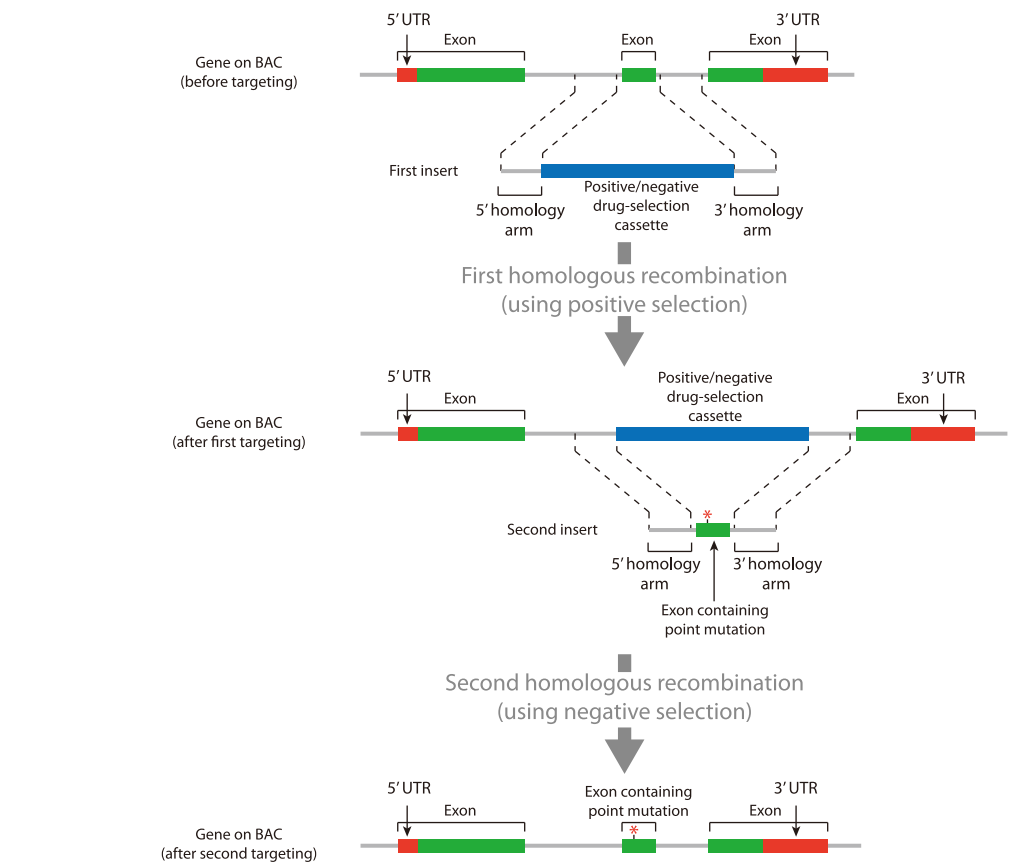 5′ UTR
3′ UTR
Exon
Exon
Exon
Gene on BAC
(before targeting)
First insert
Positive/negative
drug-selection
cassette
5′ homology
arm
3′ homology
arm
First homologous recombination
(using positive selection)
5′ UTR
Positive/negative
drug-selection
cassette
3′ UTR
Exon
Exon
Gene on BAC
(after first targeting)
*
Second insert
5′ homology
arm
3′ homology
arm
Exon containing
point mutation
Second homologous recombination
(using negative selection)
5′ UTR
Exon containing
point mutation
3′ UTR
Exon
Exon
*
Gene on BAC
(after second targeting)